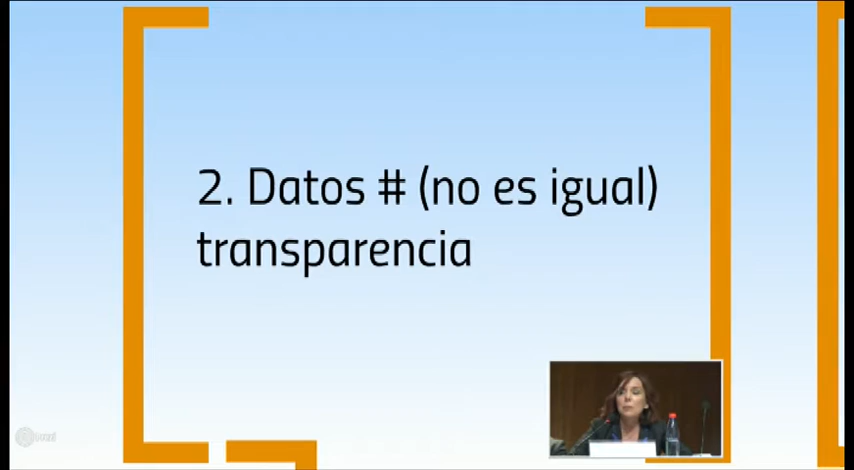 2. Datos # (no es igual)
transparencia